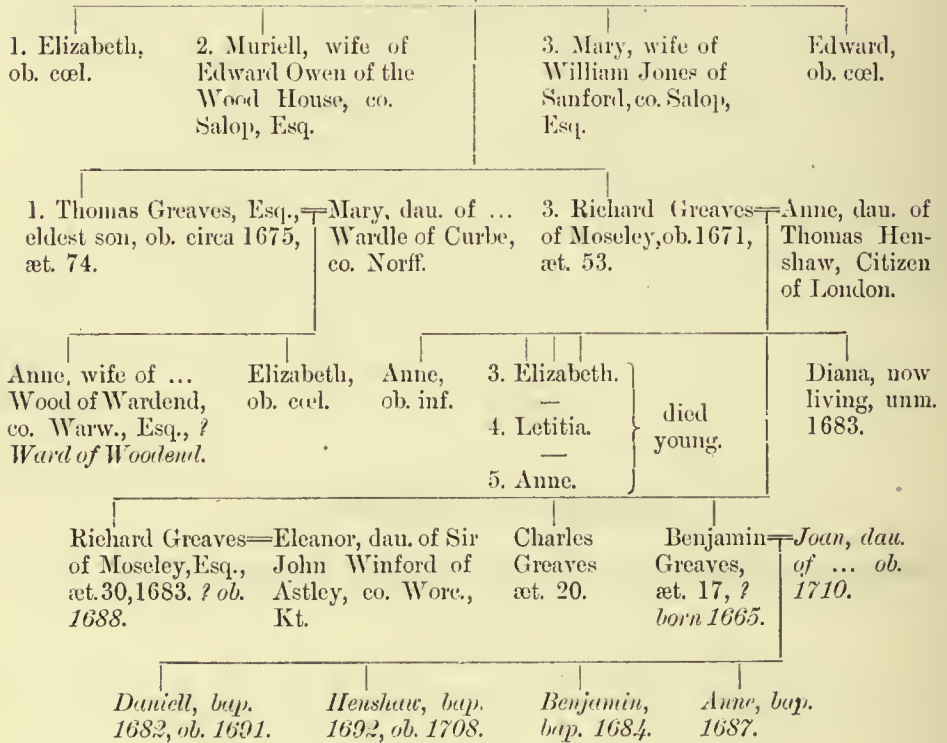 1. Elizabeth,
ob. cœl.
2. Muriell, wife of
Edward Owen of the
Wood House, co.
Salop, Esq.
3. Mary, wife of
William Jones of
Sanford, co. Salop,
Esq.
Edward,
ob. cœl.
1. Thomas Greaves, Esq.,
eldest son, ob. circa 1675,
æt. 74.
Mary, dau. of ...
Wardle of Curbe,
co. Norff.
3. Richard Greaves
of Moseley, ob. 1671,
æt. 53.
Anne, dau. of
Thomas Hen-
shaw, Citizen
of London.
Anne, wife of ...
Wood of Wardend,
co. Warw., Esq., ?
Ward of Woodend.
Elizabeth,
ob. cœl.
Anne,
ob. inf.
3. Elizabeth.
—
4. Letitia.
—
5. Anne.
died
young.
Diana, now
living, unm.
1683.
Richard Greaves
of Moseley, Esq.,
æt. 30, 1683. ? ob.
1688.
Eleanor, dau. of Sir
John Winford of
Astley, co. Worc.,
Kt.
Charles
Greaves
æt. 20.
Benjamin
Greaves,
æt. 17, ?
born 1665.
Joan, dau.
of ... ob.
1710.
Daniell, bap.
1682, ob. 1691.
Henshaw, bap.
1692, ob. 1708.
Benjamin,
bap. 1684.
Anne, bap.
1687.